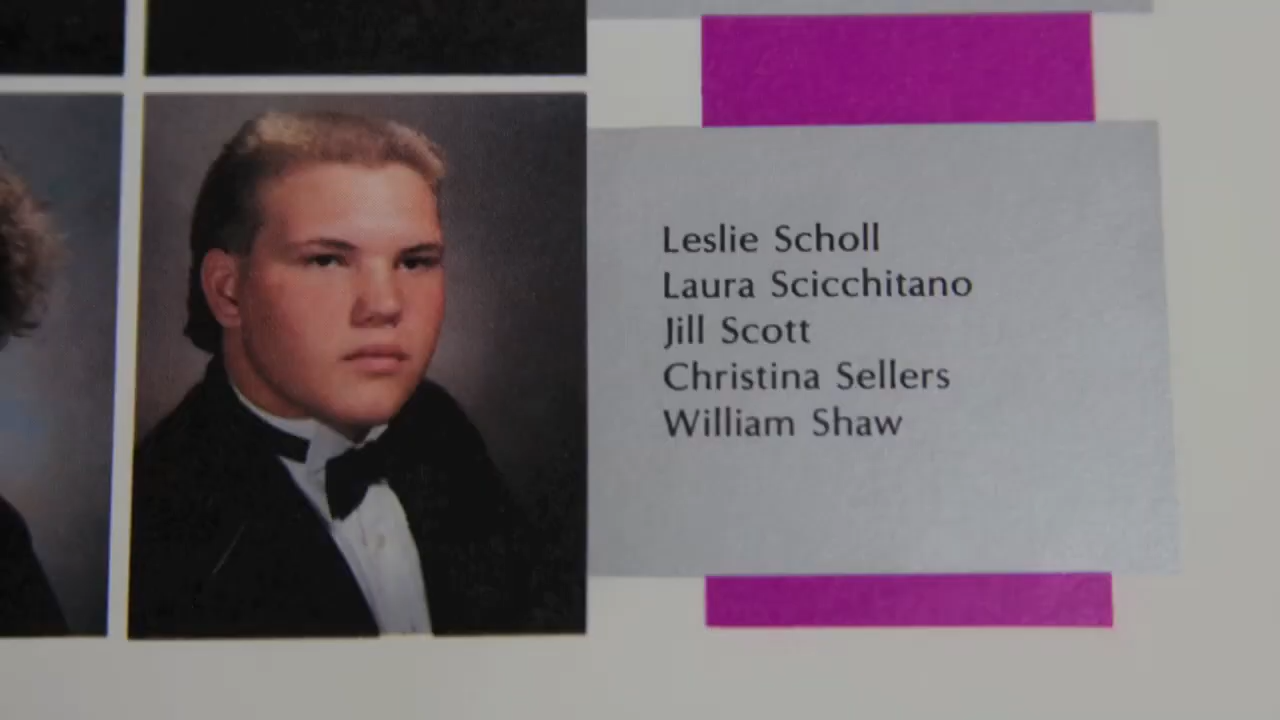 Leslie Scholl
Laura Scicchitano
Jill Scott
Christina Sellers
William Shaw